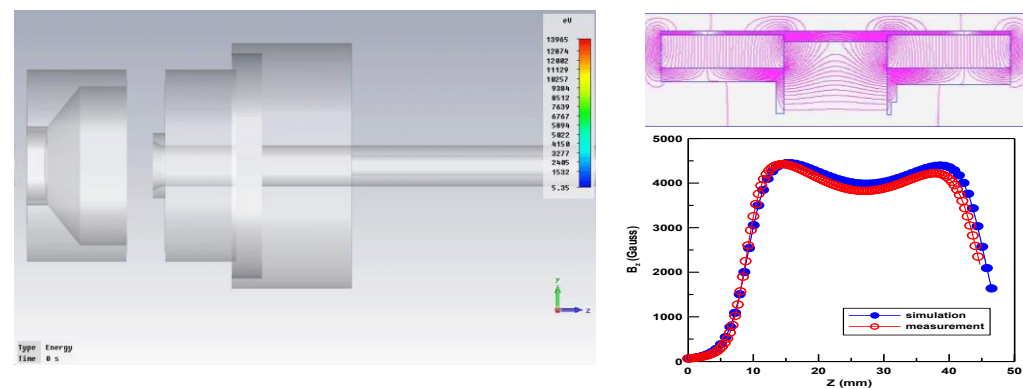 eV
13965
12874
12002
11129
10257
9384
8512
7639
6767
5894
5022
4150
3277
2405
1532
5.35
y
z
Type Energy
Time 0 s
5000
4000
3000
2000
1000
0
Bz (Gauss)
simulation
measurement
0 10 20 30 40 50
Z (mm)